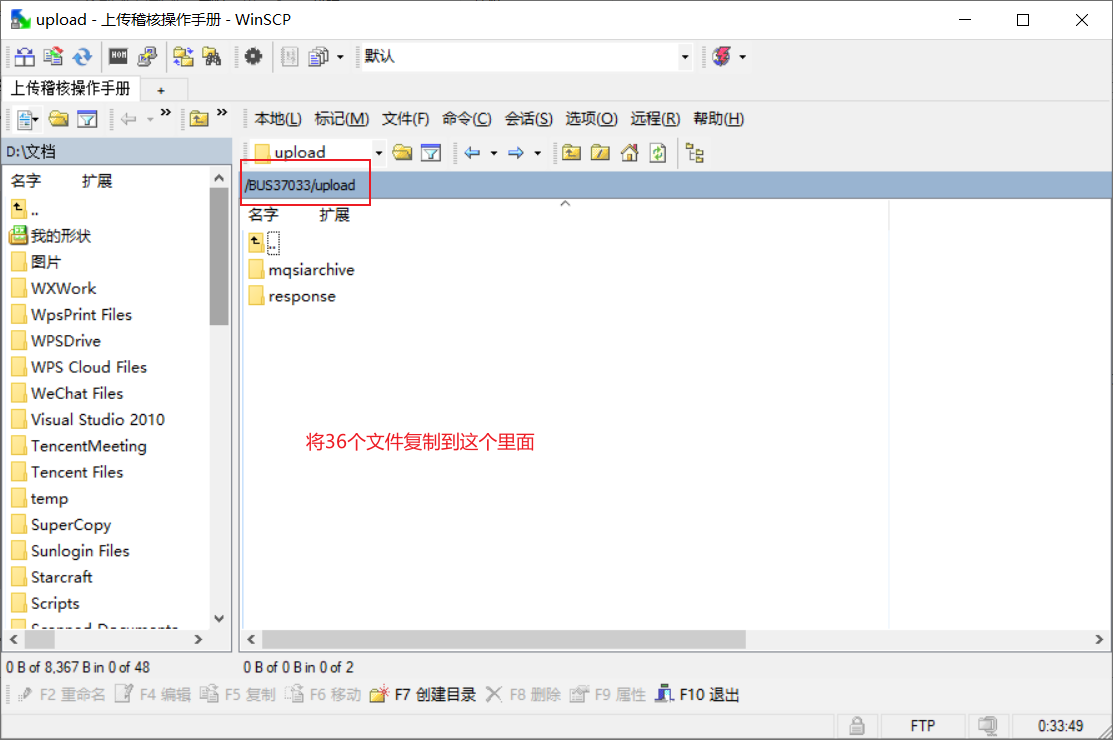 upload - 上传稽核操作手册 - WinSCP
默认
上传稽核操作手册
+
本地(L) 标记(M) 文件(F) 命令(C) 会话(S) 选项(O) 远程(R) 帮助(H)
D:\文档
upload
/BUS37033/upload
名字 扩展
..
我的形状
图片
WXWork
WpsPrint Files
WPSDrive
WPS Cloud Files
WeChat Files
Visual Studio 2010
TencentMeeting
Tencent Files
temp
SuperCopy
Sunlogin Files
Starcraft
Scripts
Scanned Documents
名字 扩展
..
mqsiarchive
response
将36个文件复制到这个里面
0 B of 8,367 B in 0 of 48
0 B of 0 B in 0 of 2
F2 重命名 F4 编辑 F5 复制 F6 移动 F7 创建目录 F8 删除 F9 属性 F10 退出
FTP
0:33:49